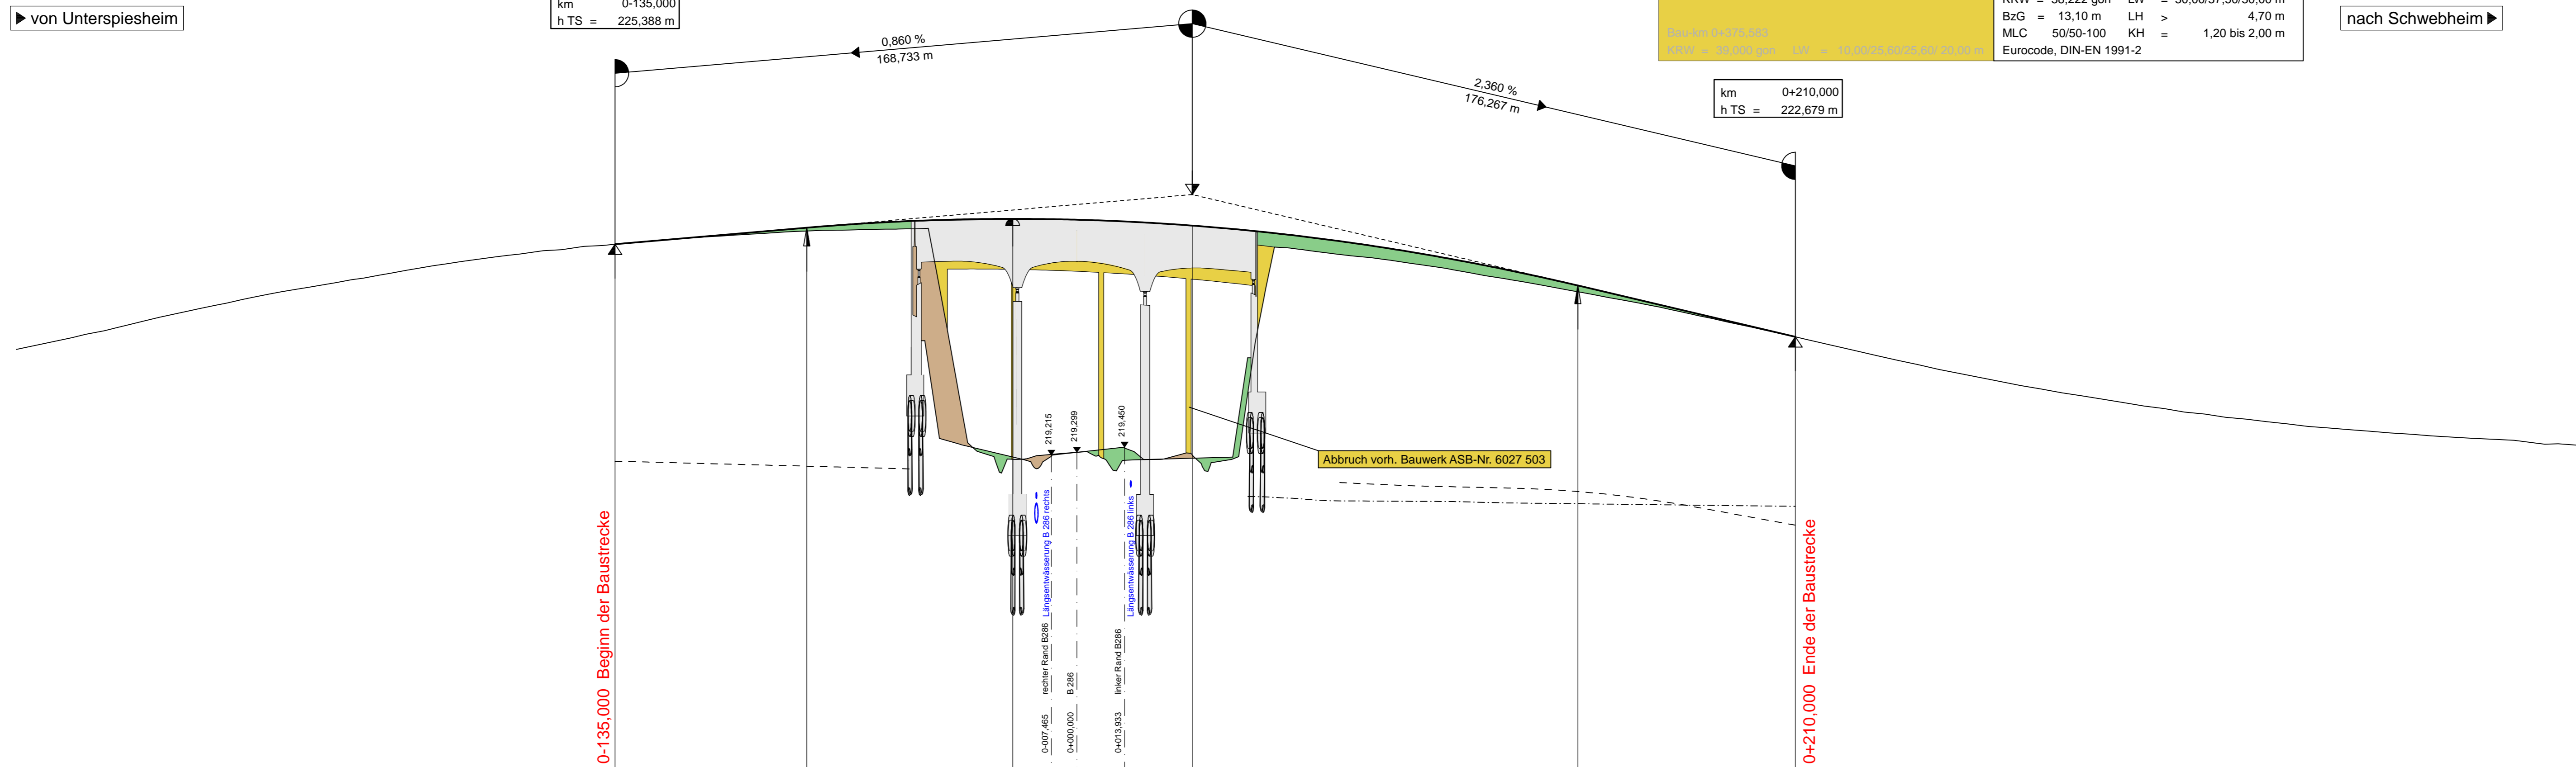 von Unterspiesheim
km 0-135,000
h TS = 225,388 m
0,860 %
168,733 m
2,360 %
176,267 m
Bau-km 0+375,583
KRW = 39,000 gon LW = 10,00/25,60/25,60/ 20,00 m
BzG = 13,10 m LH > 4,70 m
MLC 50/50-100 KH = 1,20 bis 2,00 m
Eurocode, DIN-EN 1991-2
nach Schwebheim
km 0+210,000
h TS = 222,679 m
219,215
219,299
219,450
Abbruch vorh. Bauwerk ASB-Nr. 6027 503
Längsentwässerung B 286 rechts
Längsentwässerung B 286 links
0-135,000 Beginn der Baustrecke
0-007,465 rechter Rand B286
0+000,000 B 286
0+013,933 linker Rand B286
0+210,000 Ende der Baustrecke